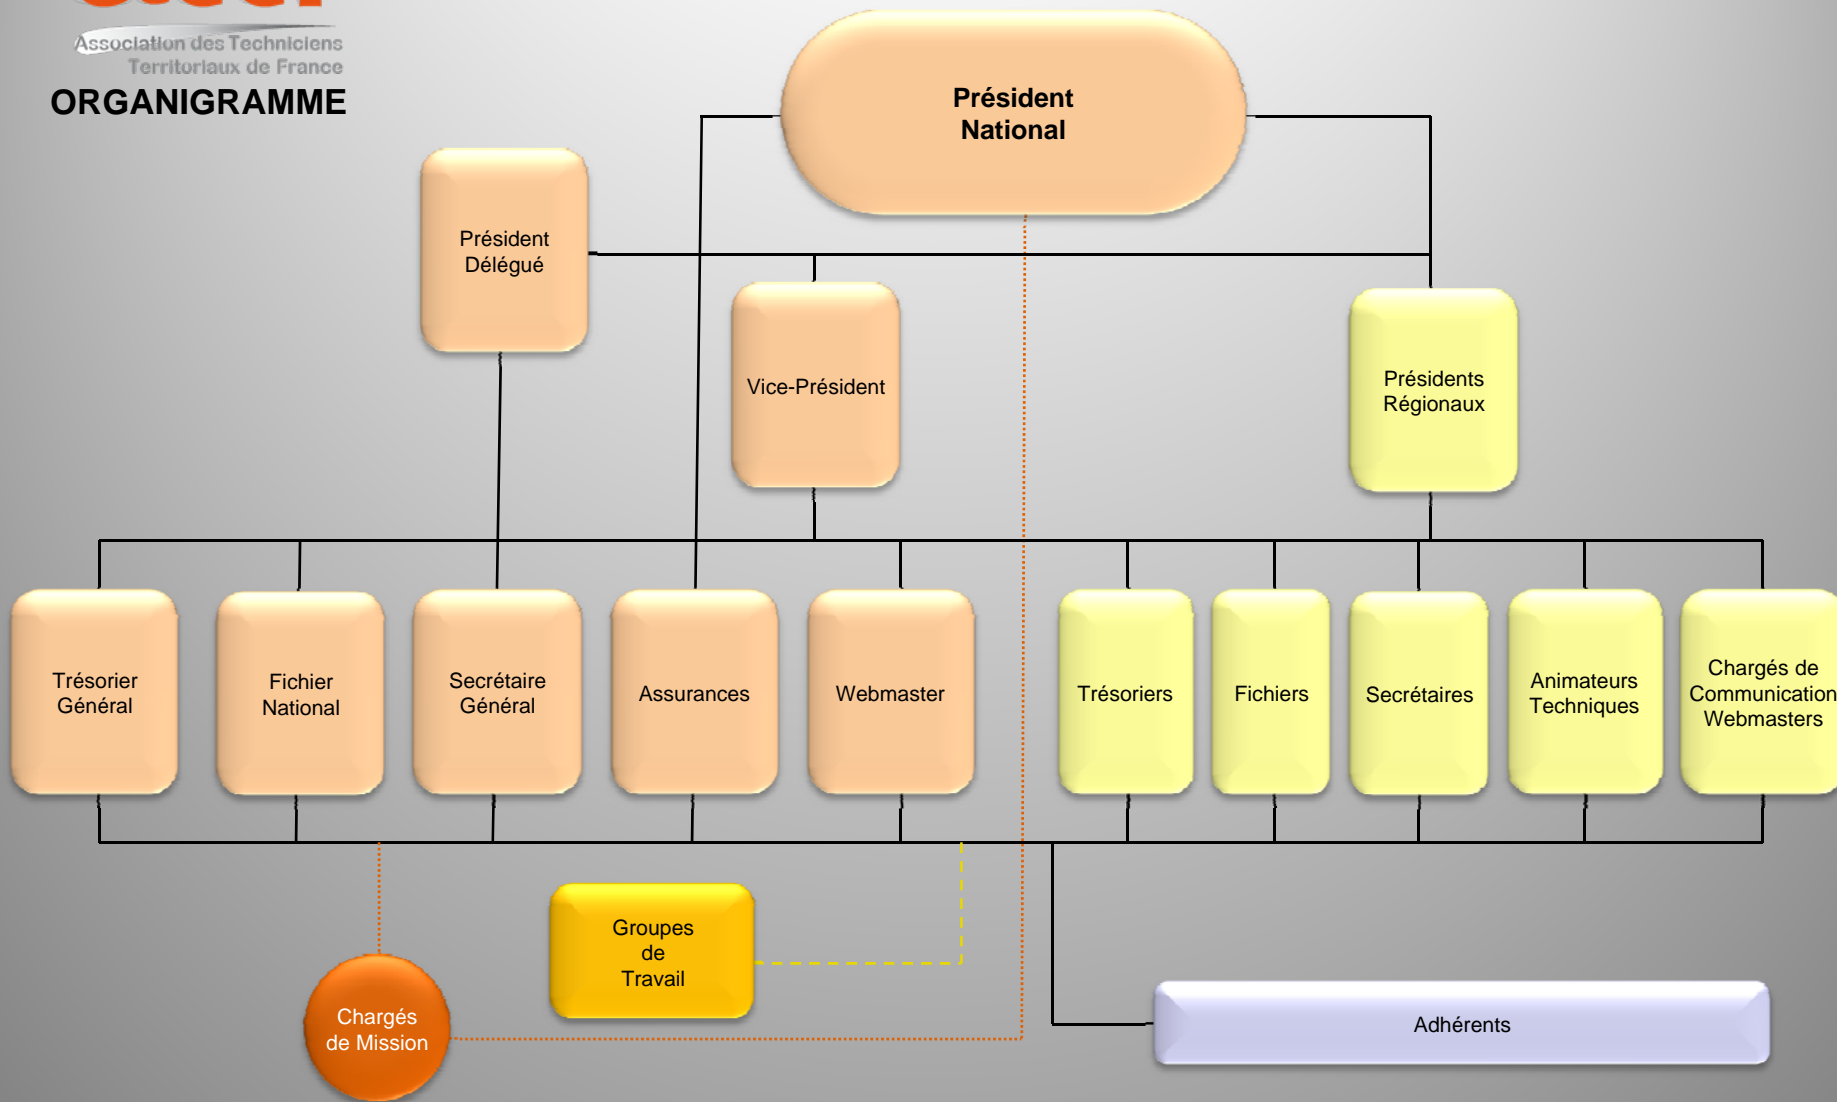 Association des Techniciens
Territoriaux de France
ORGANIGRAMME
Président
National
Président
Délégué
Vice-Président
Présidents
Régionaux
Trésorier
Général
Fichier
National
Secrétaire
Général
Assurances
Webmaster
Trésoriers
Fichiers
Secrétaires
Animateurs
Techniques
Chargés de
Communication
Webmasters
Groupes
de
Travail
Chargés
de Mission
Adhérents